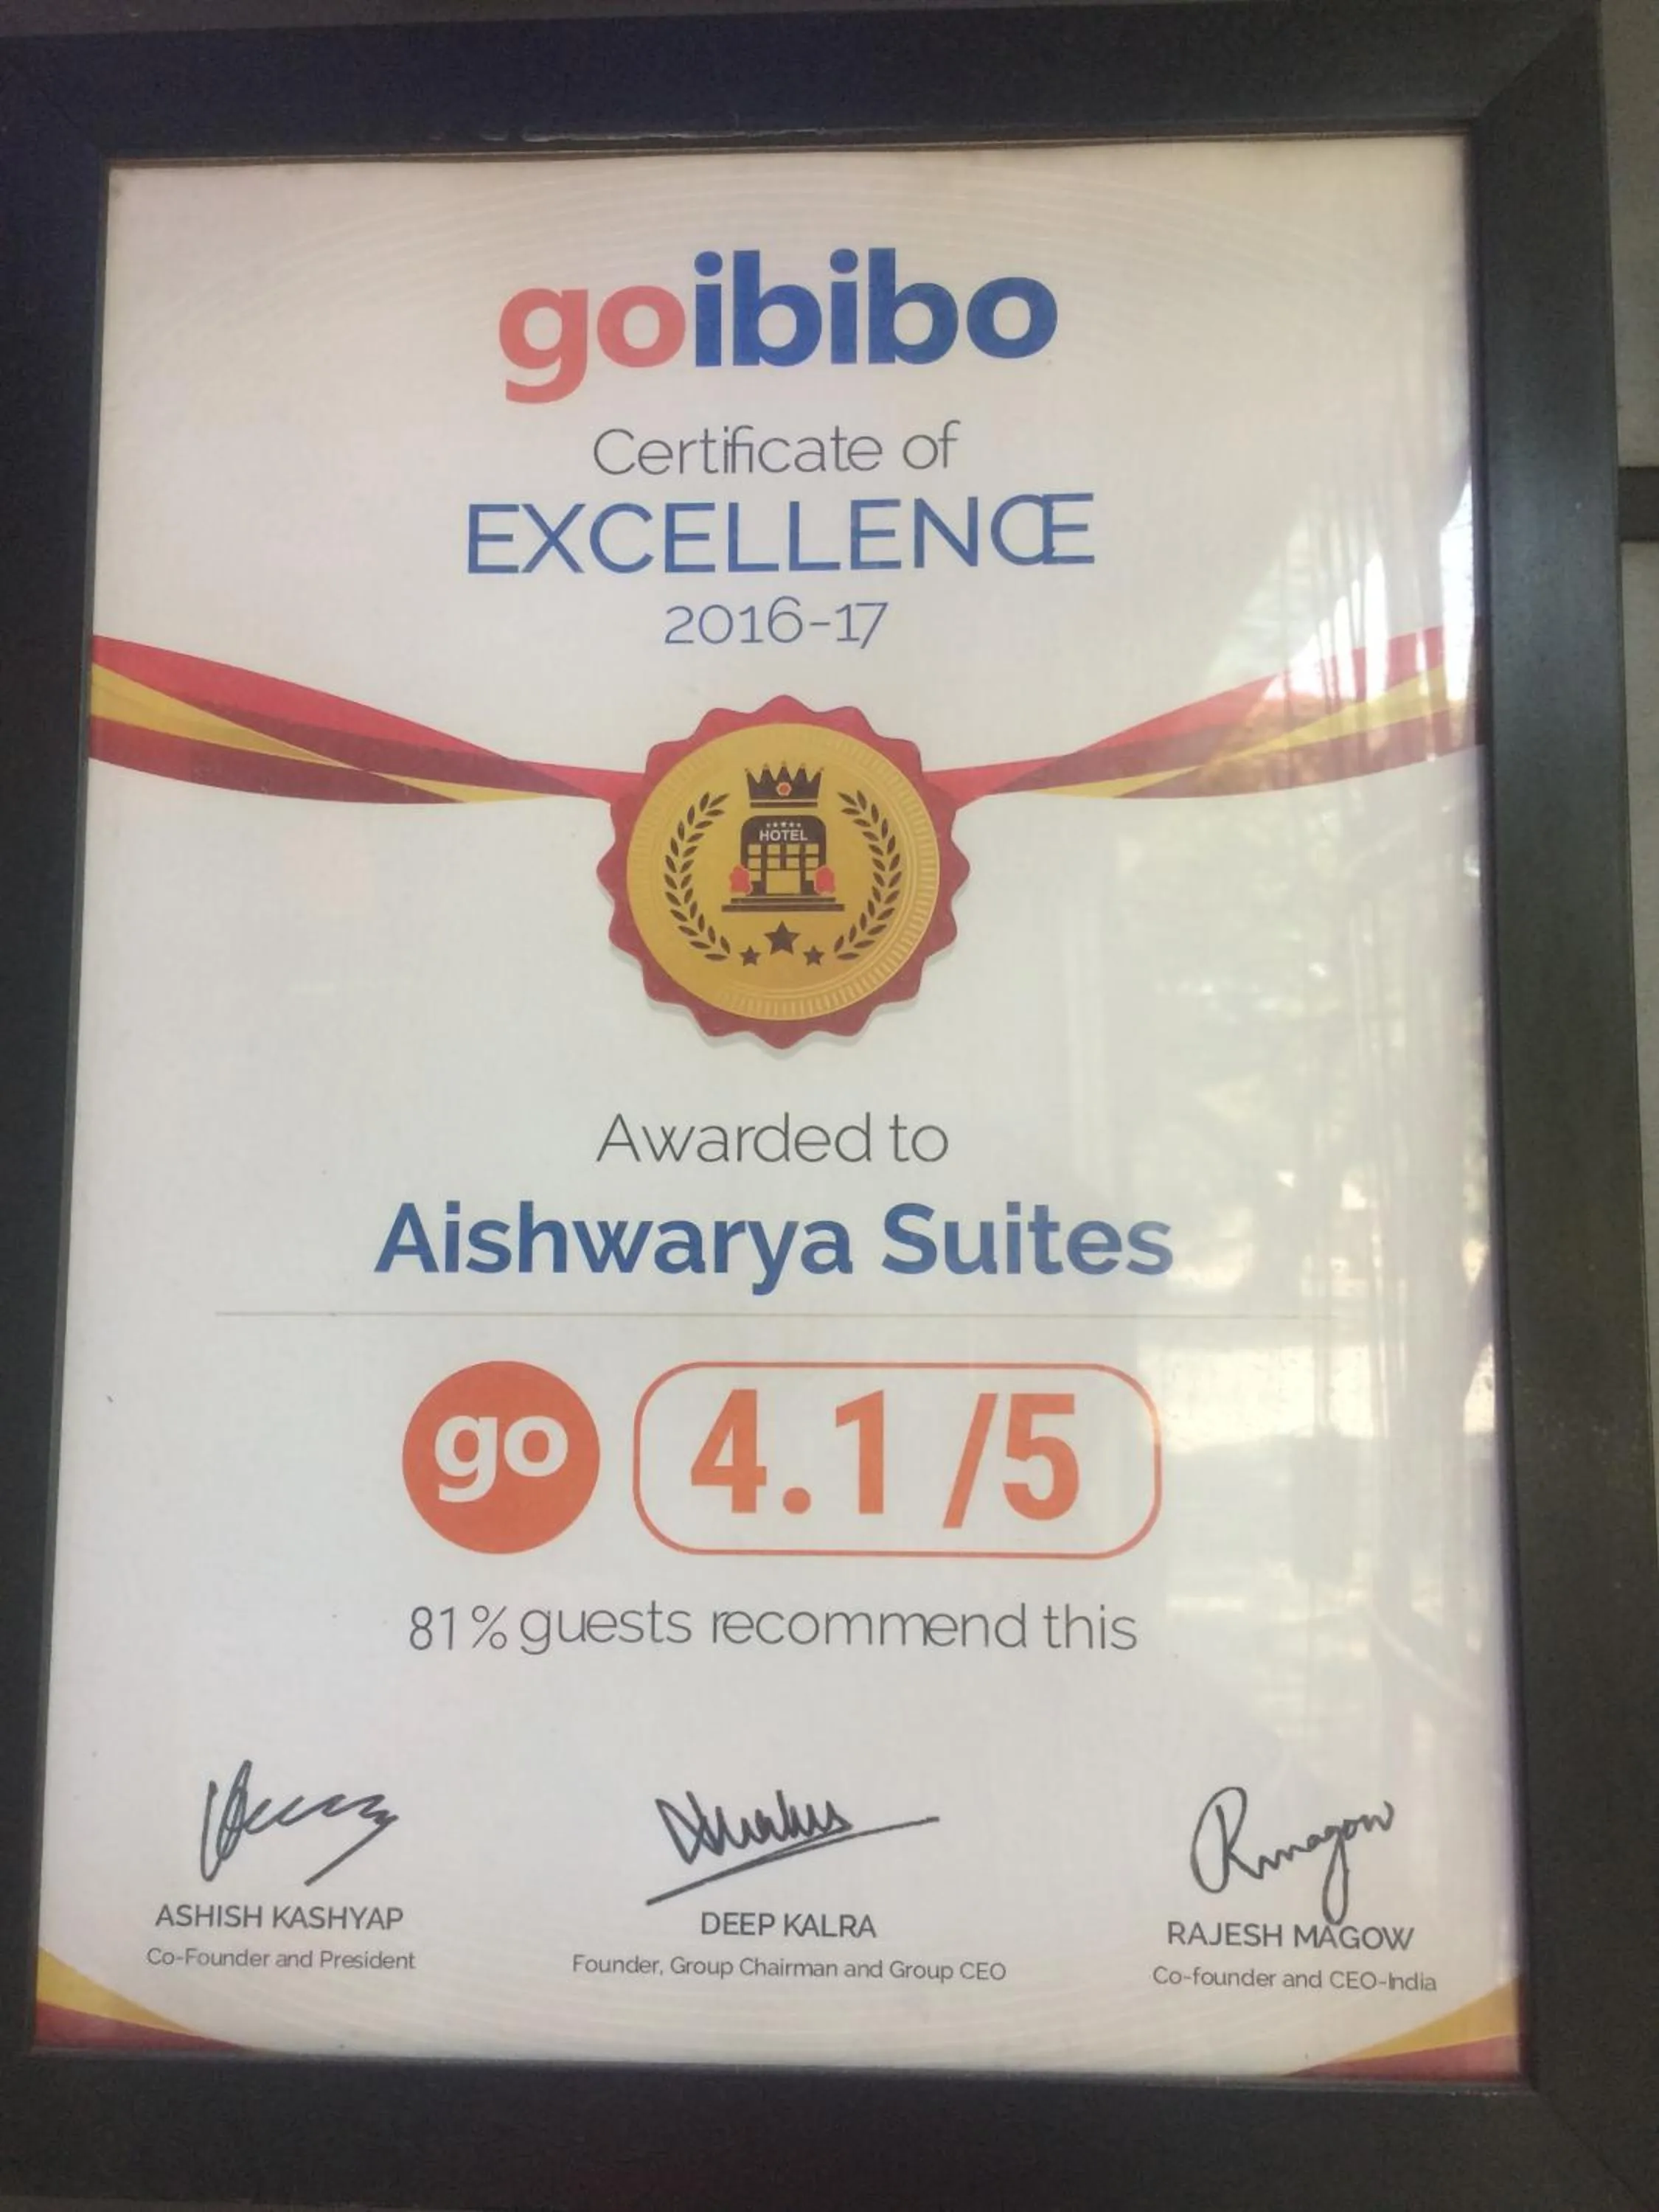 goibibo
Certificate of
EXCELLENCE
2016-17
HOTEL
Awarded to
Aishwarya Suites
go 4.1 /5
81% guests recommend this
Rmagow
ASHISH KASHYAP
Co-Founder and President
DEEP KALRA
Founder, Group Chairman and Group CEO
RAJESH MAGOW
Co-founder and CEO-India